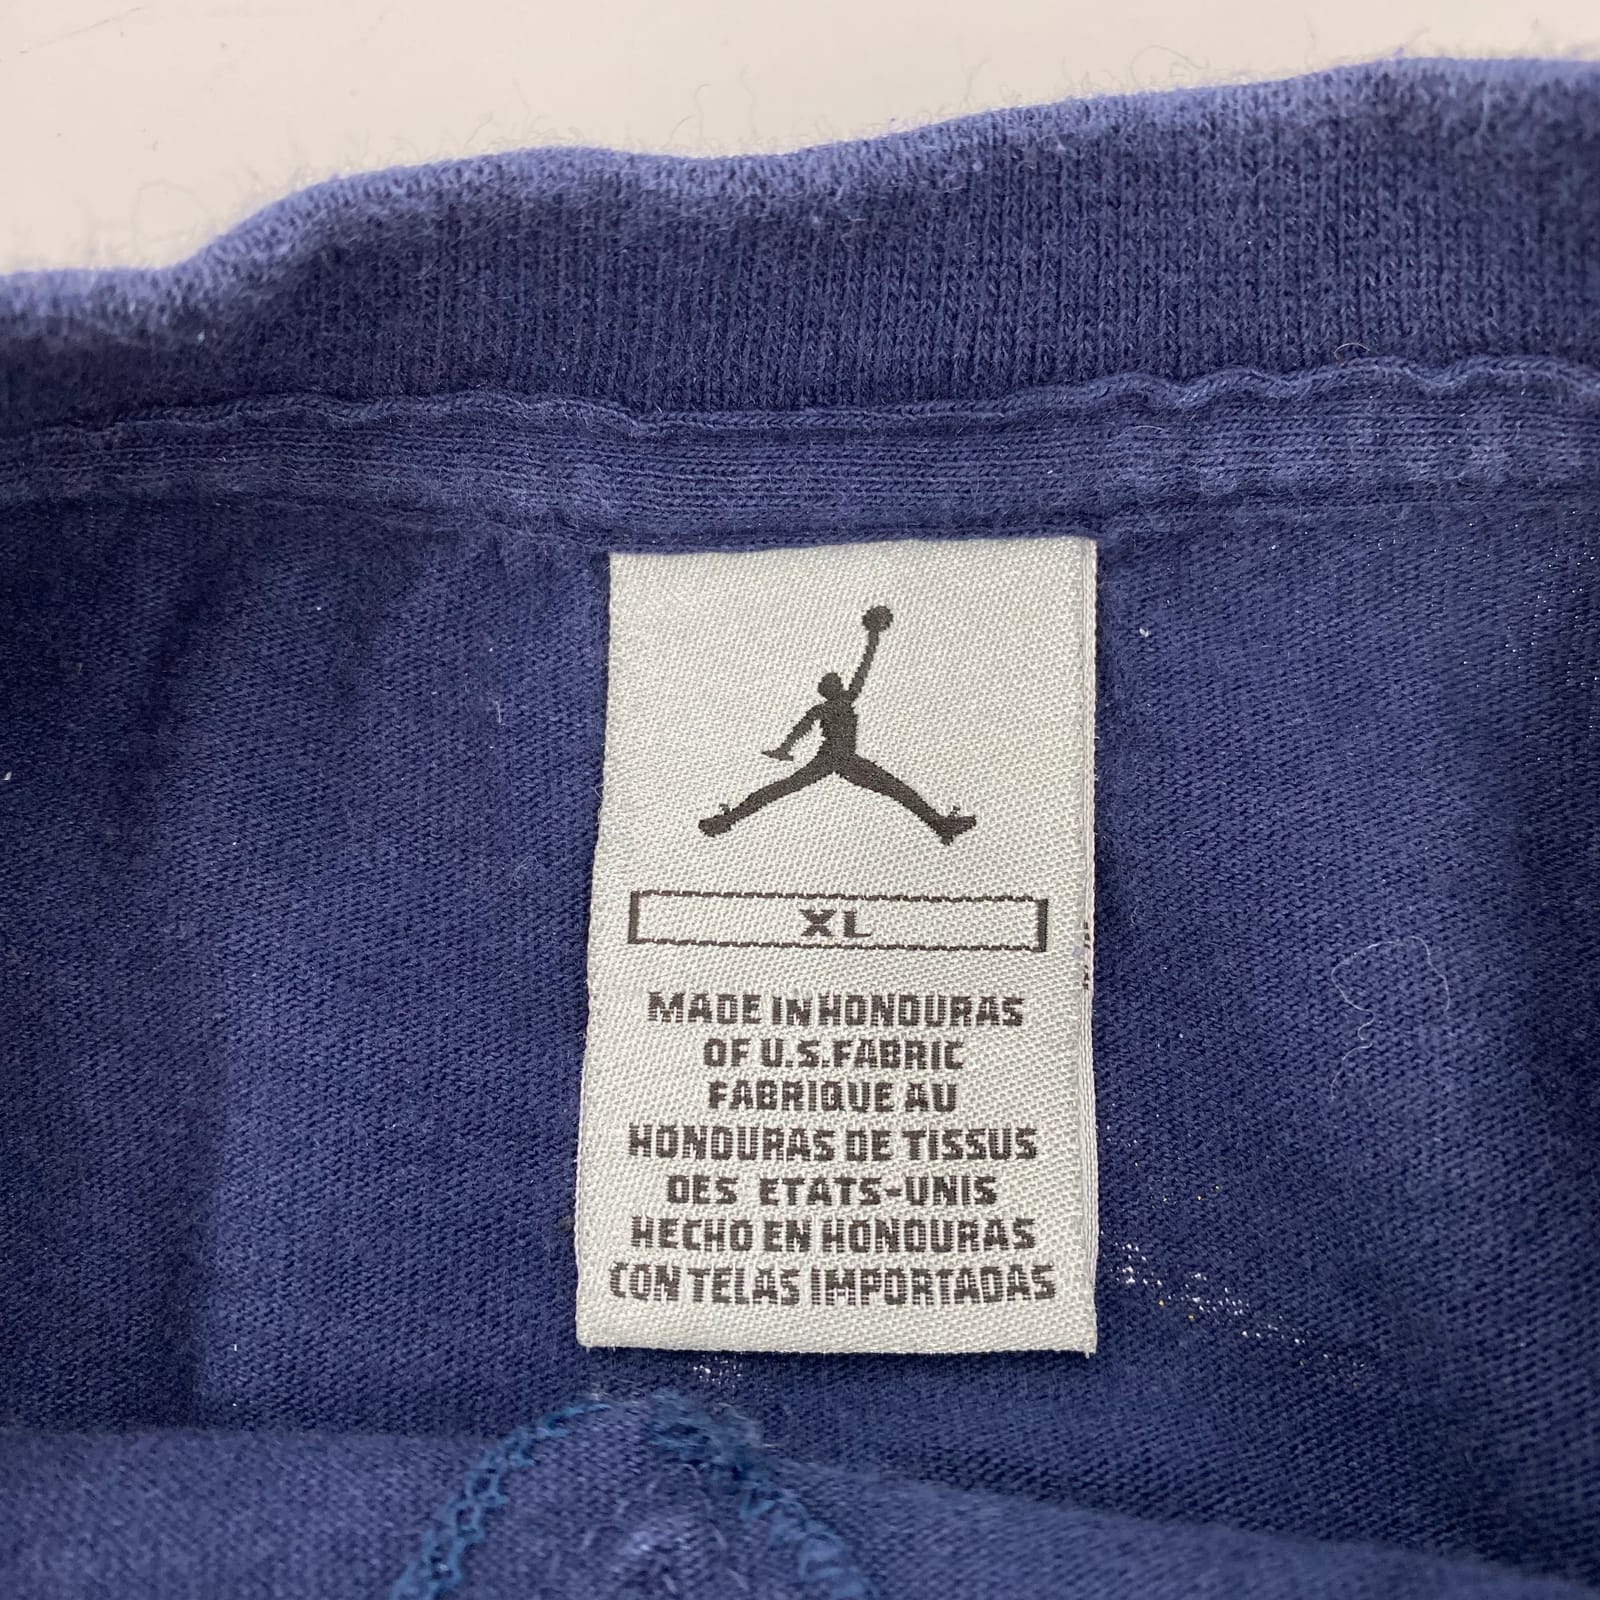 XL
MADE IN HONDURAS
OF U.S. FABRIC
FABRIQUE AU
HONDURAS DE TISSUS
DES ETATS-UNIS
HECHO EN HONDURAS
CON TELAS IMPORTADAS